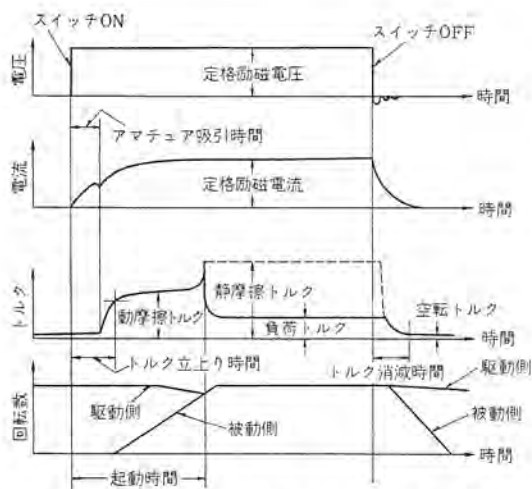 スイッチON
スイッチOFF
電圧
定格励磁電圧
時間
アマチュア吸引時間
電流
定格励磁電流
時間
トルク
動摩擦トルク
静摩擦トルク
負荷トルク
空転トルク
時間
トルク立上り時間
トルク消滅時間
駆動側
回転数
駆動側
被動側
被動側
時間
起動時間